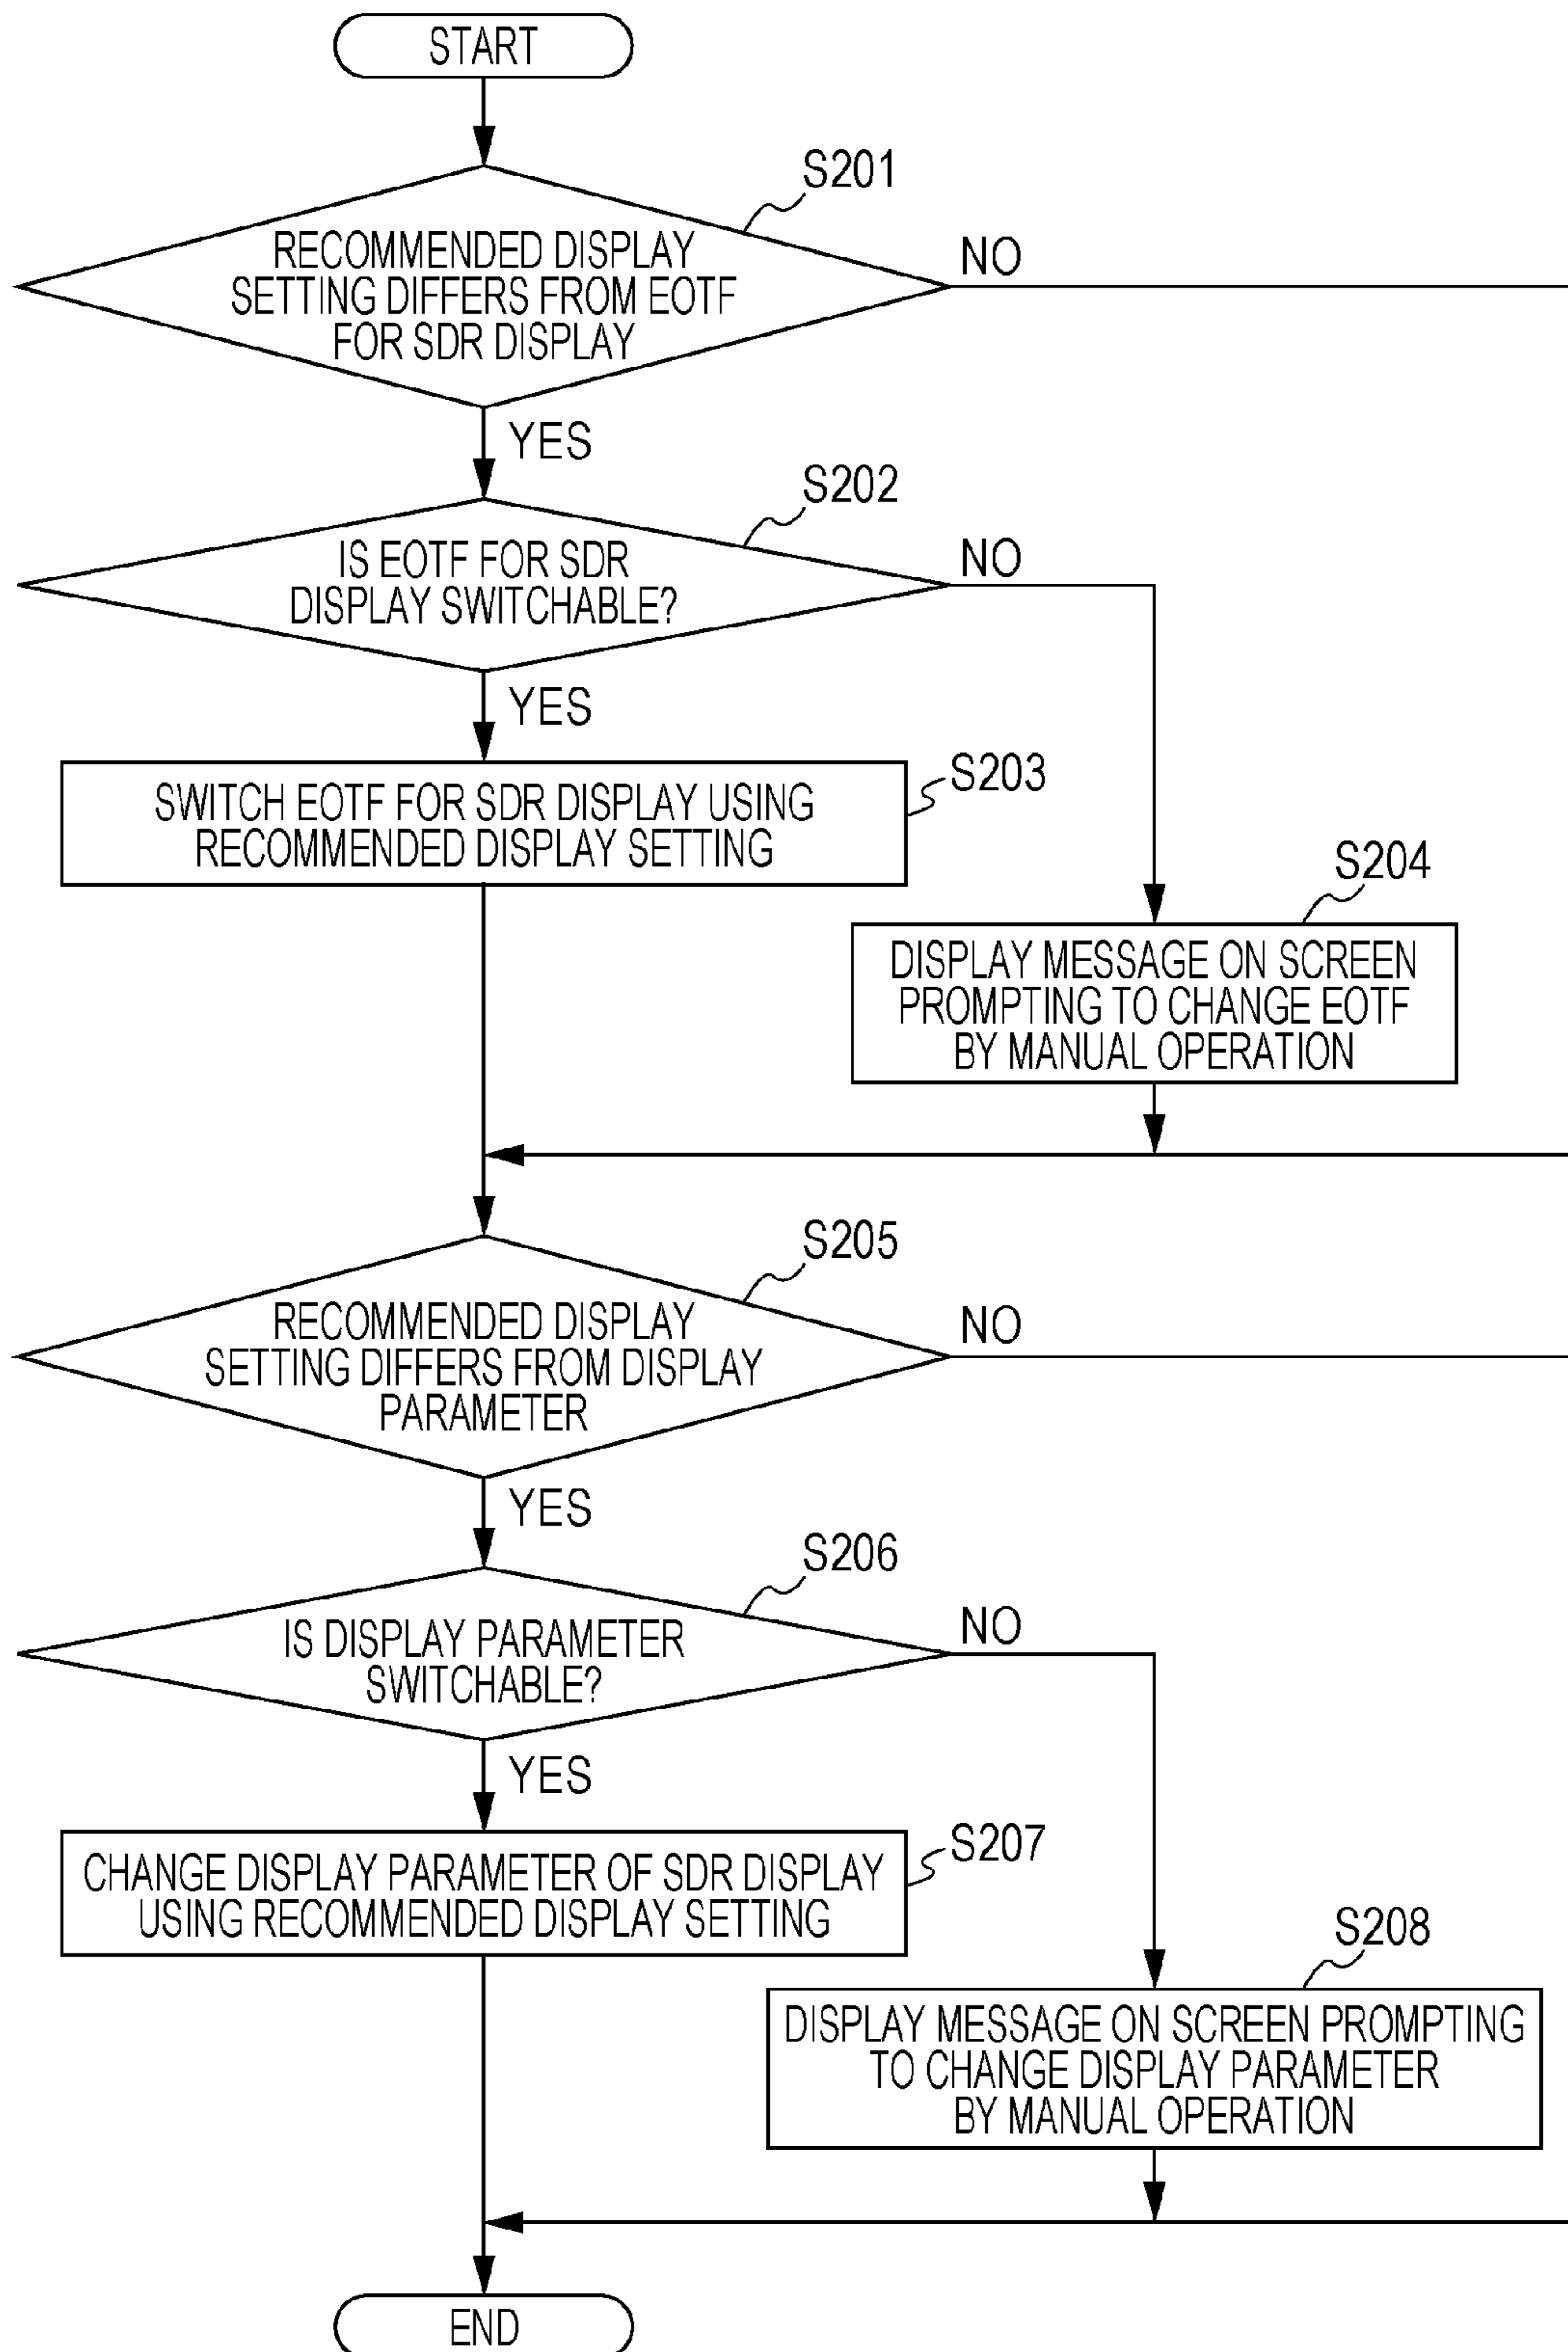 START
S201
RECOMMENDED DISPLAY
SETTING DIFFERS FROM EOTF
FOR SDR DISPLAY
NO
YES
S202
IS EOTF FOR SDR
DISPLAY SWITCHABLE?
NO
YES
S203
SWITCH EOTF FOR SDR DISPLAY USING
RECOMMENDED DISPLAY SETTING
S204
DISPLAY MESSAGE ON SCREEN
PROMPTING TO CHANGE EOTF
BY MANUAL OPERATION
S205
RECOMMENDED DISPLAY
SETTING DIFFERS FROM DISPLAY
PARAMETER
NO
YES
S206
IS DISPLAY PARAMETER
SWITCHABLE?
NO
YES
S207
CHANGE DISPLAY PARAMETER OF SDR DISPLAY
USING RECOMMENDED DISPLAY SETTING
S208
DISPLAY MESSAGE ON SCREEN PROMPTING
TO CHANGE DISPLAY PARAMETER
BY MANUAL OPERATION
END